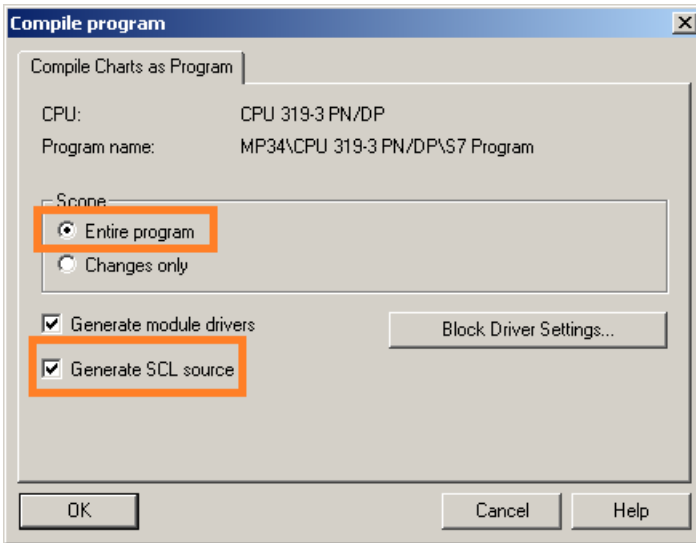 Compile program
Compile Charts as Program
CPU: CPU 319-3 PN/DP
Program name: MP34\CPU 319-3 PN/DP\S7 Program
Scope
Entire program
Changes only
Generate module drivers Block Driver Settings...
Generate SCL source
OK Cancel Help